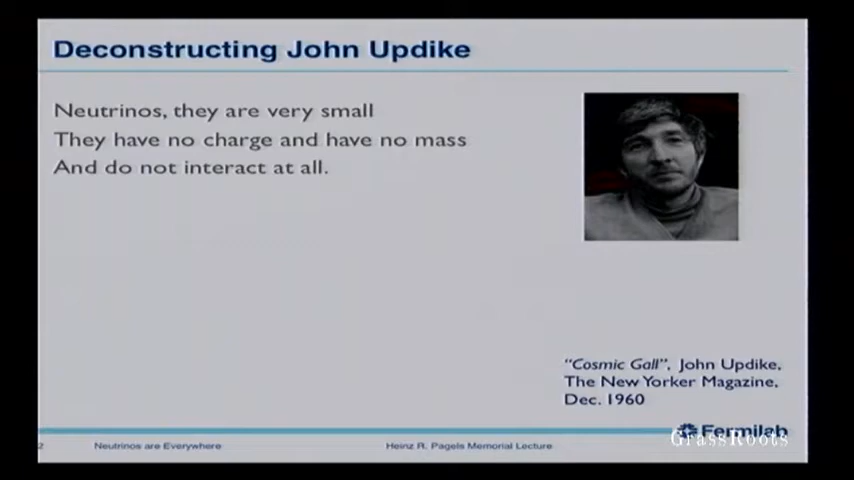 Deconstructing John Updike
Neutrinos, they are very small
They have no charge and have no mass
And do not interact at all.
“Cosmic Gall”, John Updike,
The New Yorker Magazine,
Dec. 1960
Fermilab
GrassRoots
2 Neutrinos are Everywhere Heinz R. Pagels Memorial Lecture